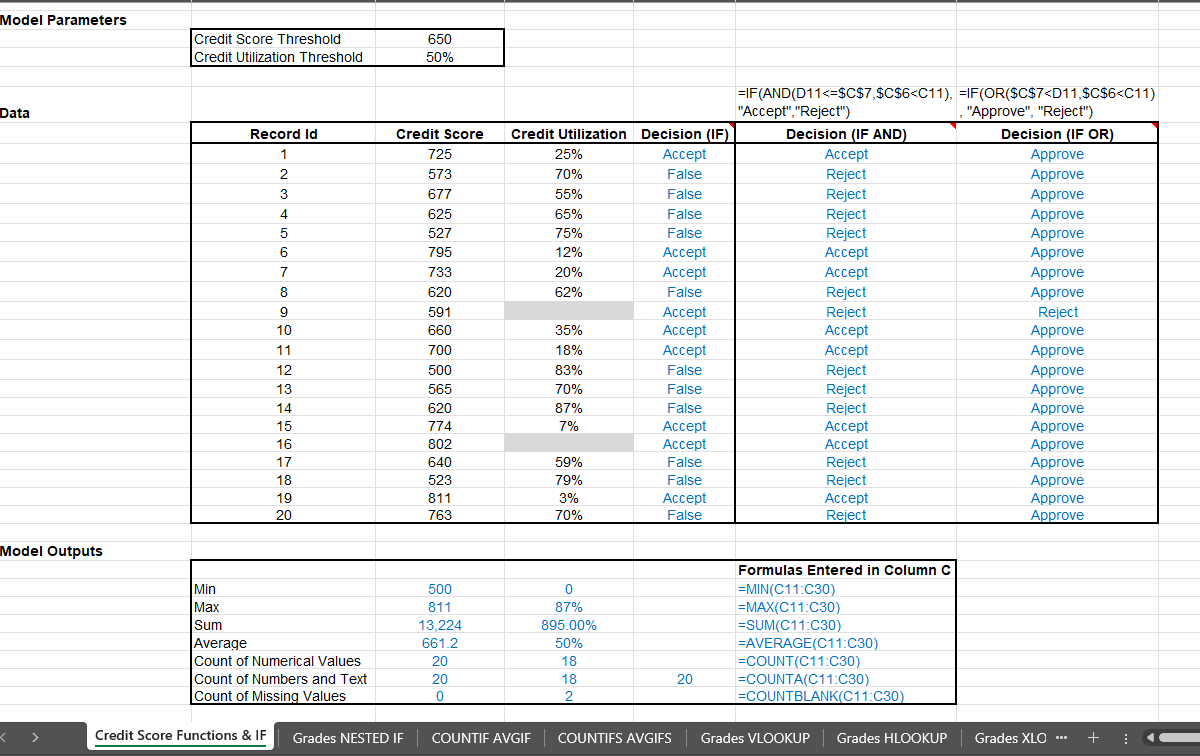 Model Parameters
Credit Score Threshold 650
Credit Utilization Threshold 50%
=IF(AND(D11<=$C$7,$C$6<C11), =IF(OR($C$7<D11,$C$6<C11)
Data "Accept","Reject") , "Approve", "Reject")
Record Id Credit Score Credit Utilization Decision (IF) Decision (IF AND) Decision (IF OR)
1 725 25% Accept Accept Approve
2 573 70% False Reject Approve
3 677 55% False Reject Approve
4 625 65% False Reject Approve
5 527 75% False Reject Approve
6 795 12% Accept Accept Approve
7 733 20% Accept Accept Approve
8 620 62% False Reject Approve
9 591 Accept Reject Reject
10 660 35% Accept Accept Approve
11 700 18% Accept Accept Approve
12 500 83% False Reject Approve
13 565 70% False Reject Approve
14 620 87% False Reject Approve
15 774 7% Accept Accept Approve
16 802 Accept Accept Approve
17 640 59% False Reject Approve
18 523 79% False Reject Approve
19 811 3% Accept Accept Approve
20 763 70% False Reject Approve
Model Outputs
Formulas Entered in Column C
Min 500 0 =MIN(C11:C30)
Max 811 87% =MAX(C11:C30)
Sum 13,224 895.00% =SUM(C11:C30)
Average 661.2 50% =AVERAGE(C11:C30)
Count of Numerical Values 20 18 =COUNT(C11:C30)
Count of Numbers and Text 20 18 20 =COUNTA(C11:C30)
Count of Missing Values 0 2 =COUNTBLANK(C11:C30)
Credit Score Functions & IF Grades NESTED IF COUNTIF AVGIF COUNTIFS AVGIFS Grades VLOOKUP Grades HLOOKUP Grades XLO